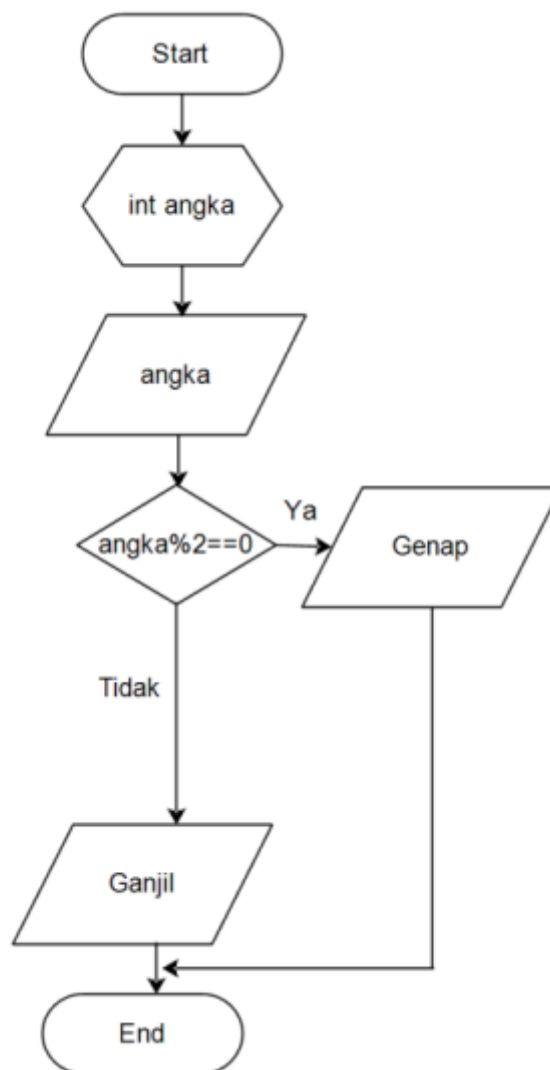 Start
int angka
angka
angka%2==0
Ya
Genap
Tidak
Ganjil
End